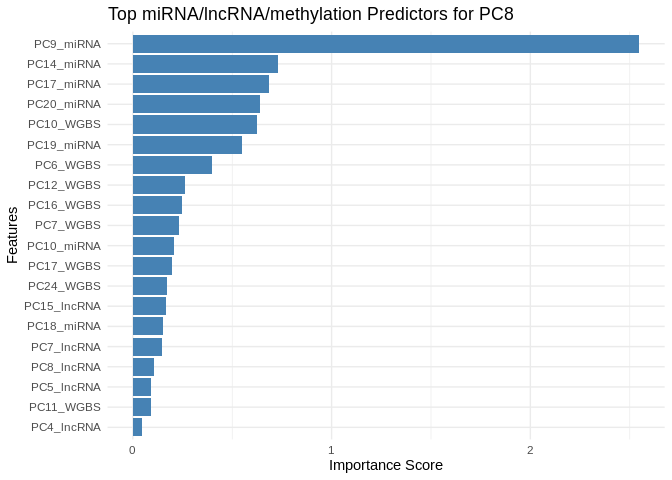 Top miRNA/lncRNA/methylation Predictors for PC8
Features
PC9_miRNA
PC14_miRNA
PC17_miRNA
PC20_miRNA
PC10_WGBS
PC19_miRNA
PC6_WGBS
PC12_WGBS
PC16_WGBS
PC7_WGBS
PC10_miRNA
PC17_WGBS
PC24_WGBS
PC15_lncRNA
PC18_miRNA
PC7_lncRNA
PC8_lncRNA
PC5_lncRNA
PC11_WGBS
PC4_lncRNA
0 1 2
Importance Score